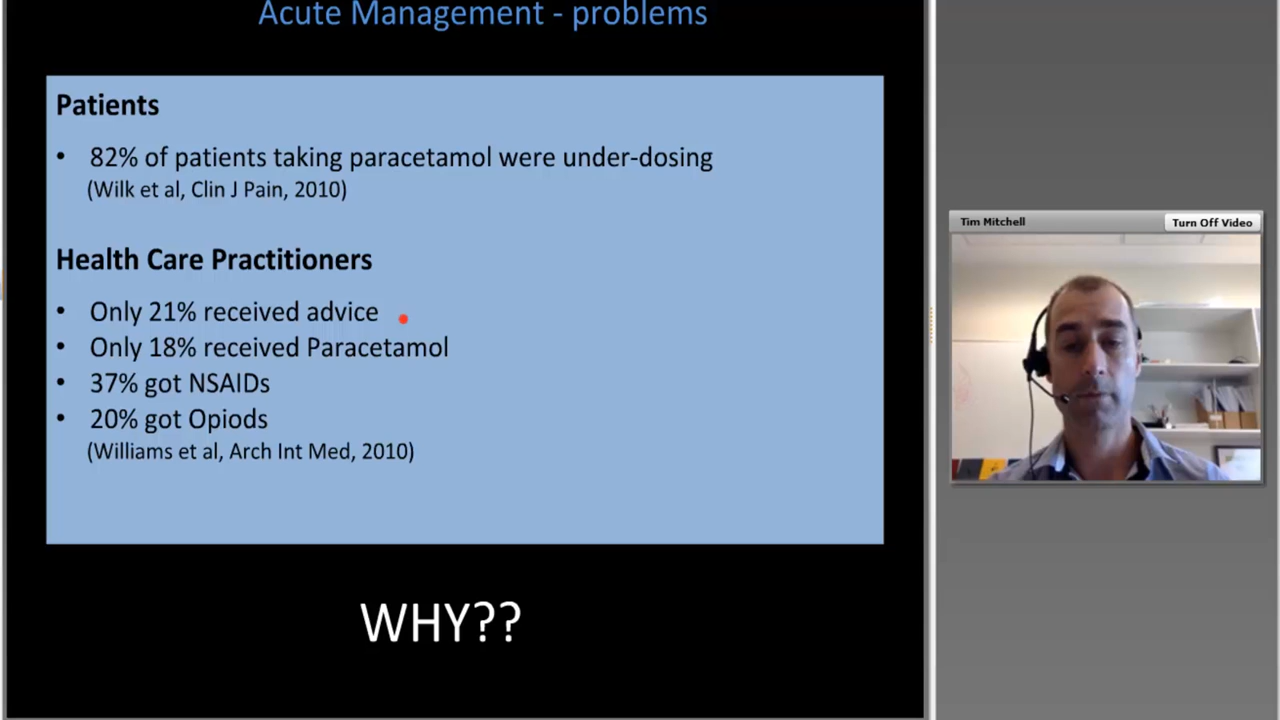 Acute Management - problems
Patients
• 82% of patients taking paracetamol were under-dosing
(Wilk et al, Clin J Pain, 2010)
Health Care Practitioners
• Only 21% received advice
• Only 18% received Paracetamol
• 37% got NSAIDs
• 20% got Opiods
(Williams et al, Arch Int Med, 2010)
WHY??
Tim Mitchell
Turn Off Video